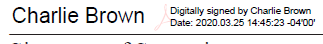 Charlie Brown
Digitally signed by Charlie Brown
Date: 2020.03.25 14:45:23 -04'00'